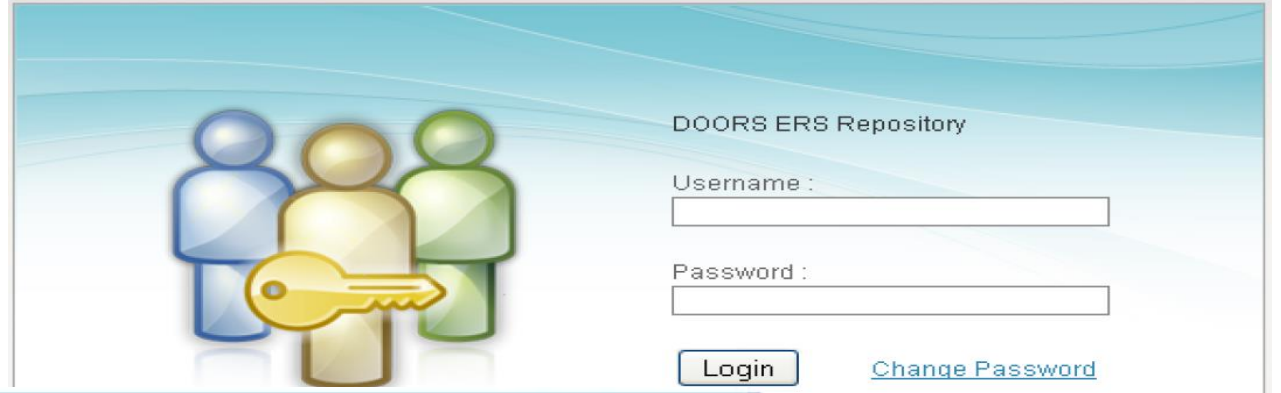 DOORS ERS Repository
Username :
Password :
Login Change Password